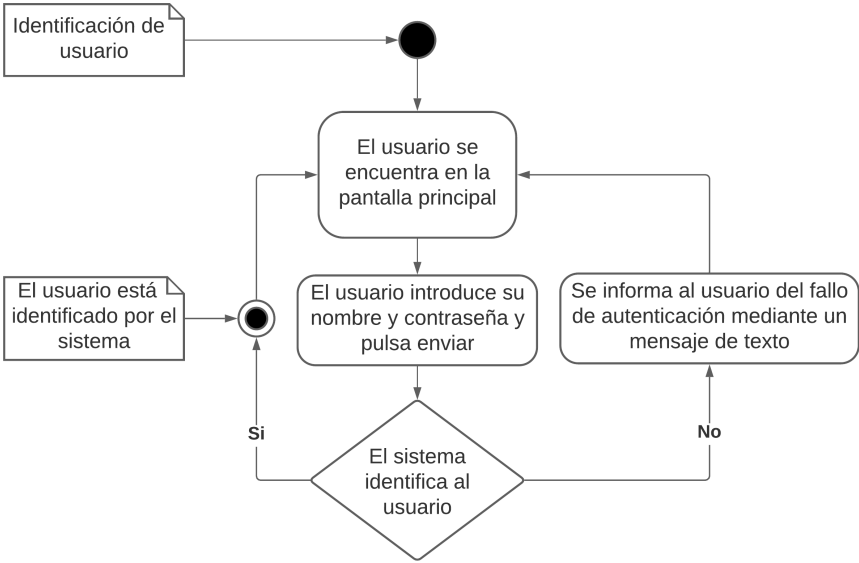 Identificación de
usuario
El usuario se
encuentra en la
pantalla principal
El usuario está
identificado por el
sistema
El usuario introduce su
nombre y contraseña y
pulsa enviar
Se informa al usuario del fallo
de autenticación mediante un
mensaje de texto
Si
No
El sistema
identifica al
usuario